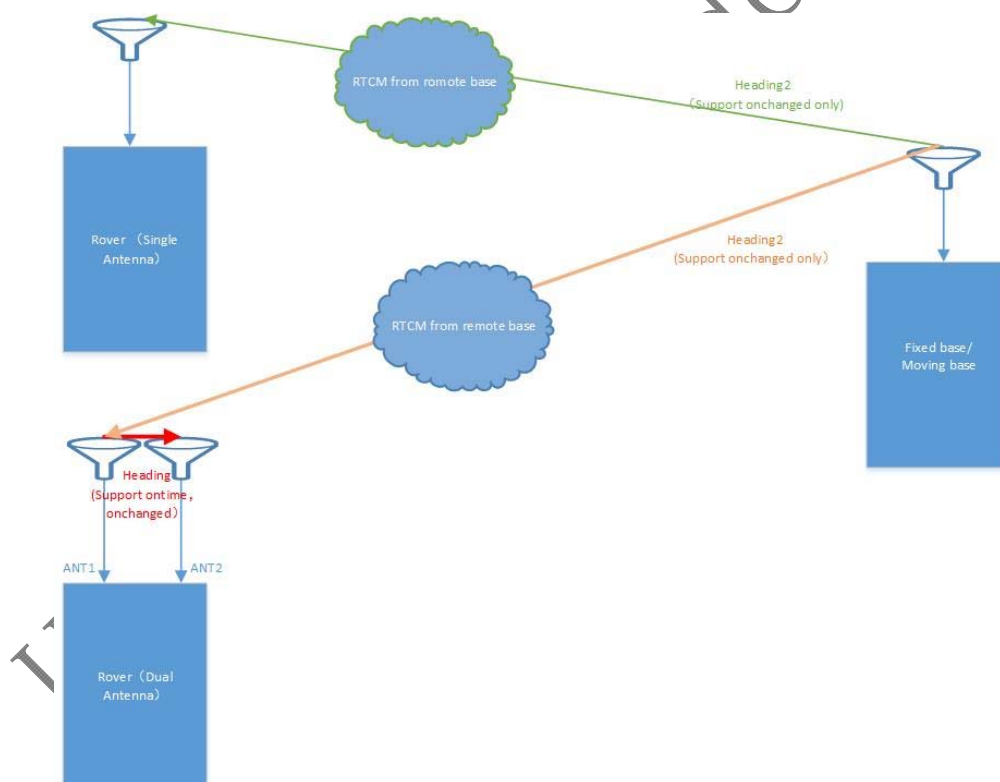 RTCM from romote base
Heading2
（Support onchanged only)
Rover （Single
Antenna）
Heading2
(Support onchanged only）
RTCM from remote base
Fixed base/
Moving base
Heading
(Support ontime，
onchanged）
ANT1
ANT2
Rover（Dual
Antenna）